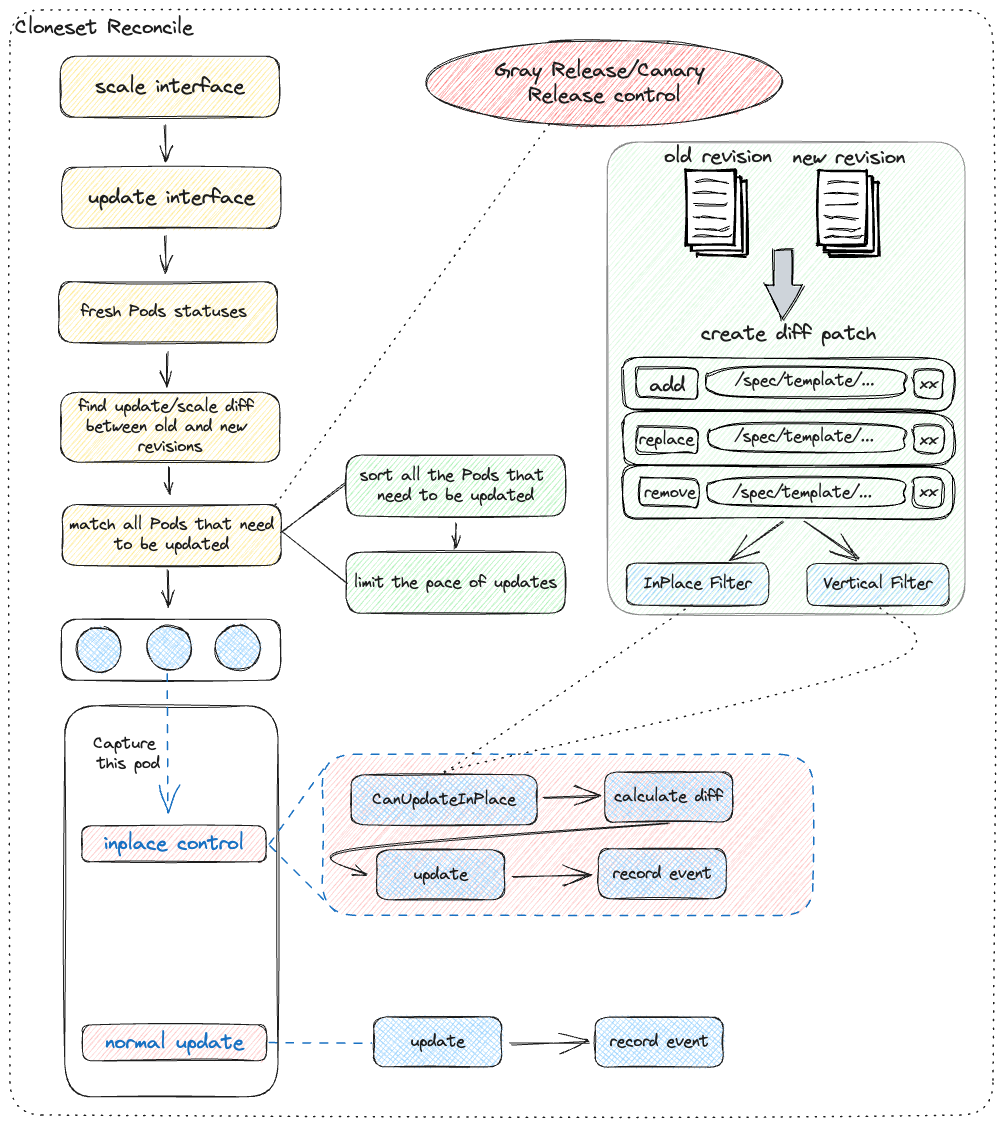 Cloneset Reconcile
scale interface
update interface
fresh Pods statuses
find update/scale diff
between old and new
revisions
match all Pods that need
to be updated
Gray Release/Canary
Release control
sort all the Pods that
need to be updated
limit the pace of updates
old revision
new revision
create diff patch
add
/spec/template/...
xx
replace
/spec/template/...
xx
remove
/spec/template/...
xx
InPlace Filter
Vertical Filter
Capture
this pod
inplace control
CanUpdateInPlace
calculate diff
update
record event
normal update
update
record event